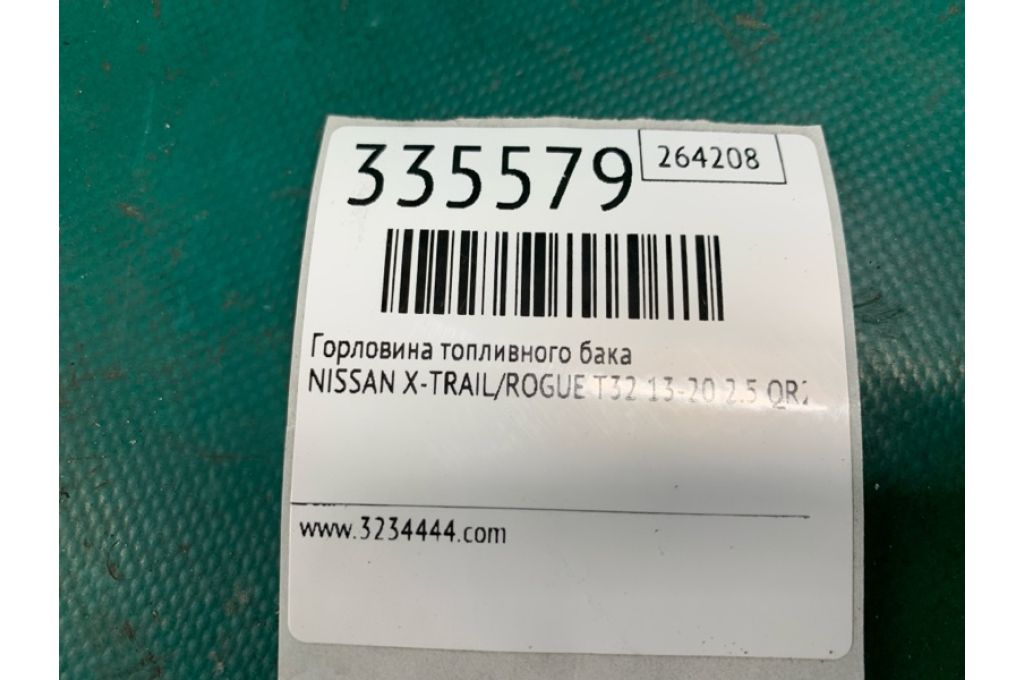 335579
264208
Горловина топливного бака
NISSAN X-TRAIL/ROGUE T32 13-20 2.5
www.3234444.com